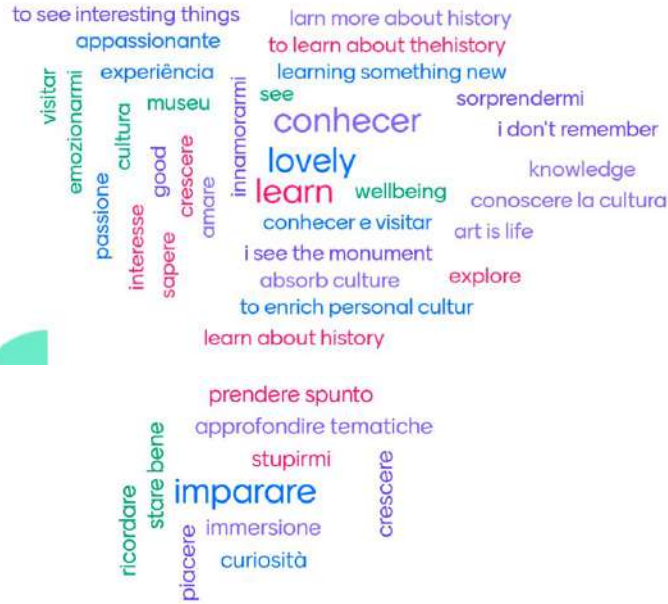 to see interesting things
larn more about history
appassionante
to learn about thehistory
experiência
learning something new
visitar
emozionarmi
cultura
museu
innamorarmi
see
sorprendermi
conhecer
i don't remember
good
crescere
lovely
knowledge
passione
interesse
sapere
amare
learn
wellbeing
conoscere la cultura
conhecer e visitar
art is life
i see the monument
absorb culture
explore
to enrich personal cultur
learn about history
prendere spunto
approfondire tematiche
stupirmi
stare bene
crescere
imparare
ricordare
immersione
piacere
curiosità